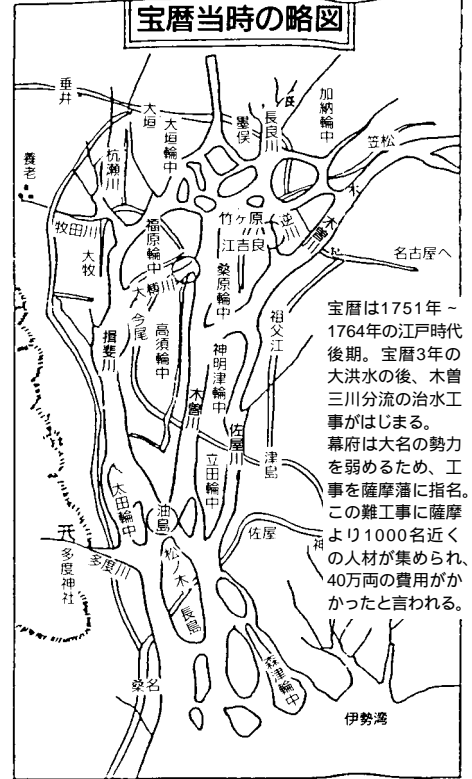 宝暦当時の略図
垂井
大垣
大垣輪中
墨俣
長良川
加納輪中
笠松
養老
杭瀬川
牧田川
大牧
福原輪中
大榑川
竹ヶ原
江吉良
逆川
木曽川
名古屋へ
桑原輪中
今尾
高須輪中
揖斐川
祖父江
神明津輪中
木曽川
佐屋川
津島
立田輪中
太田輪中
油島
佐屋
多度神社
多度川
松ノ木
長島
桑名
森津輪中
伊勢湾
宝暦は1751年~
1764年の江戸時代
後期。宝暦3年の
大洪水の後、木曽
三川分流の治水工
事がはじまる。
幕府は大名の勢力
を弱めるため、工
事を薩摩藩に指名。
この難工事に薩摩
より1000名近く
の人材が集められ、
40万両の費用がか
かったと言われる。